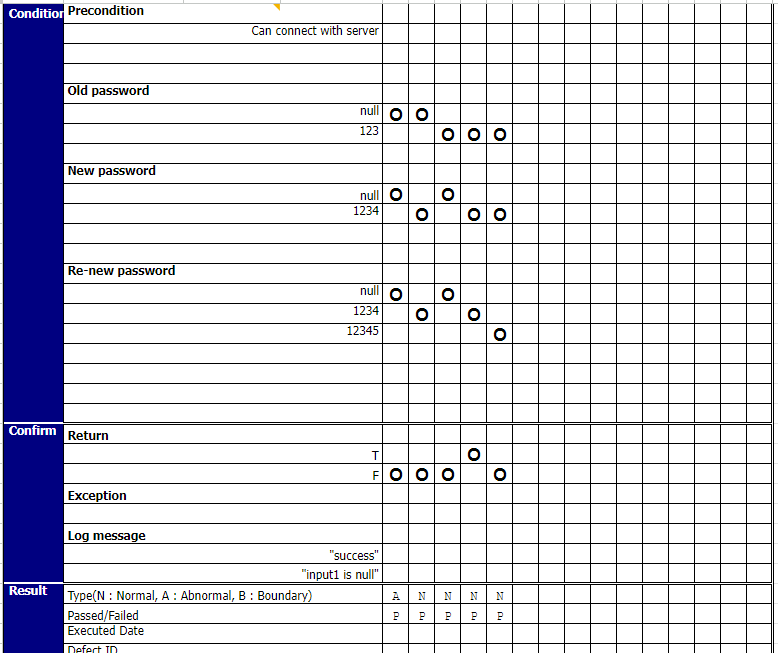 Condition Precondition
Can connect with server
Old password
null O O
123 O O O
New password
null O O
1234 O O O
Re-new password
null O O
1234 O O
12345 O
Confirm Return
T O
F O O O O
Exception
Log message
"success"
"input1 is null"
Result Type(N : Normal, A : Abnormal, B : Boundary) A N N N N
Passed/Failed P P P P P
Executed Date
Defect ID